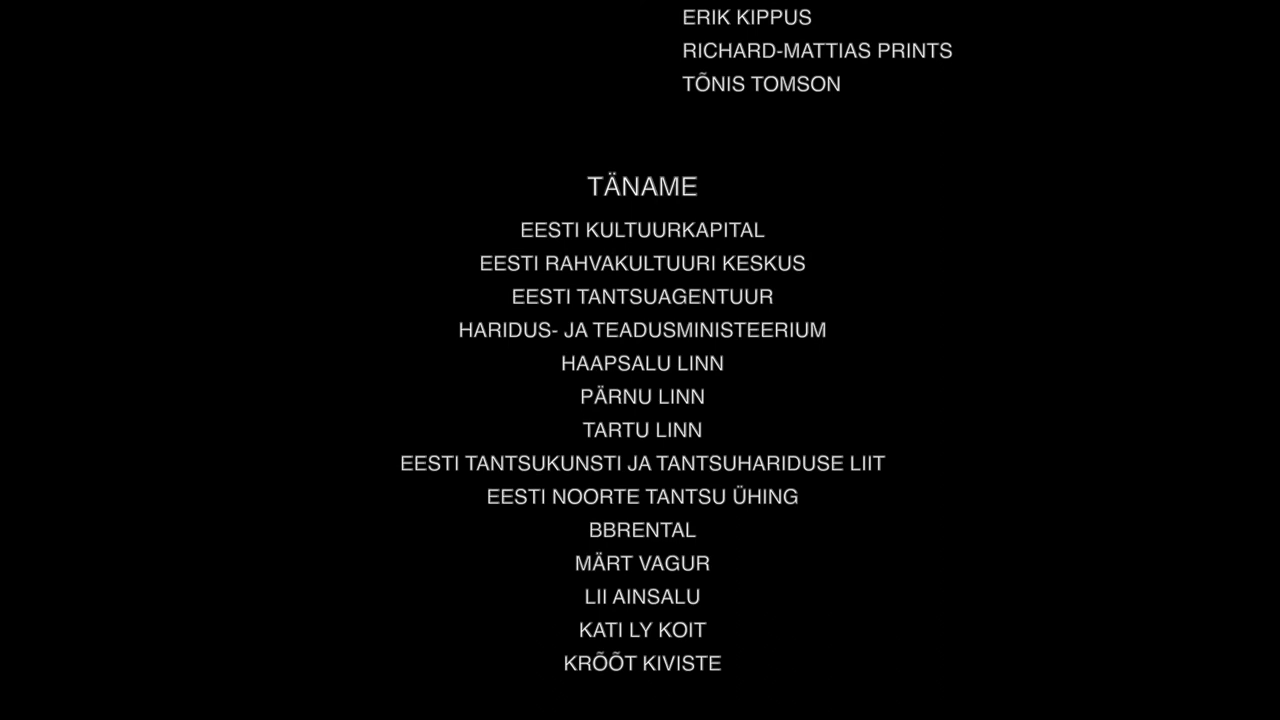 ERIK KIPPUS
RICHARD-MATTIAS PRINTS
TÕNIS TOMSON
TÄNAME
EESTI KULTUURKAPITAL
EESTI RAHVAKULTUURI KESKUS
EESTI TANTSUAGENTUUR
HARIDUS- JA TEADUSMINISTEERIUM
HAAPSALU LINN
PÄRNU LINN
TARTU LINN
EESTI TANTSUKUNSTI JA TANTSUHARIDUSE LIIT
EESTI NOORTE TANTSU ÜHING
BBRENTAL
MÄRT VAGUR
LII AINSALU
KATI LY KOIT
KRÕÕT KIVISTE